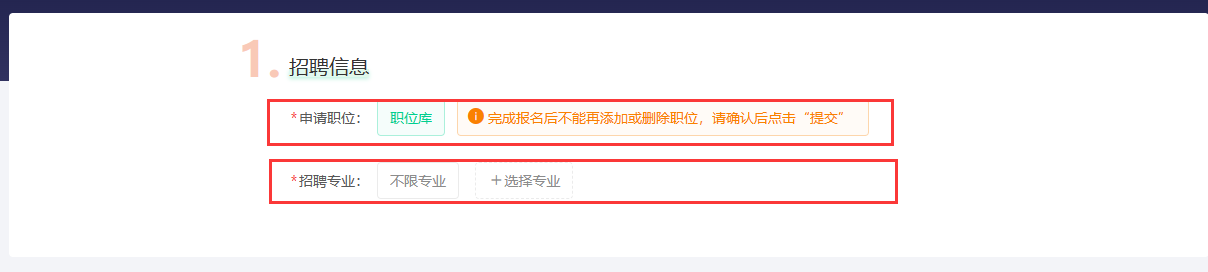 1. 招聘信息
*申请职位： 职位库 完成报名后不能再添加或删除职位，请确认后点击“提交”
*招聘专业： 不限专业 +选择专业